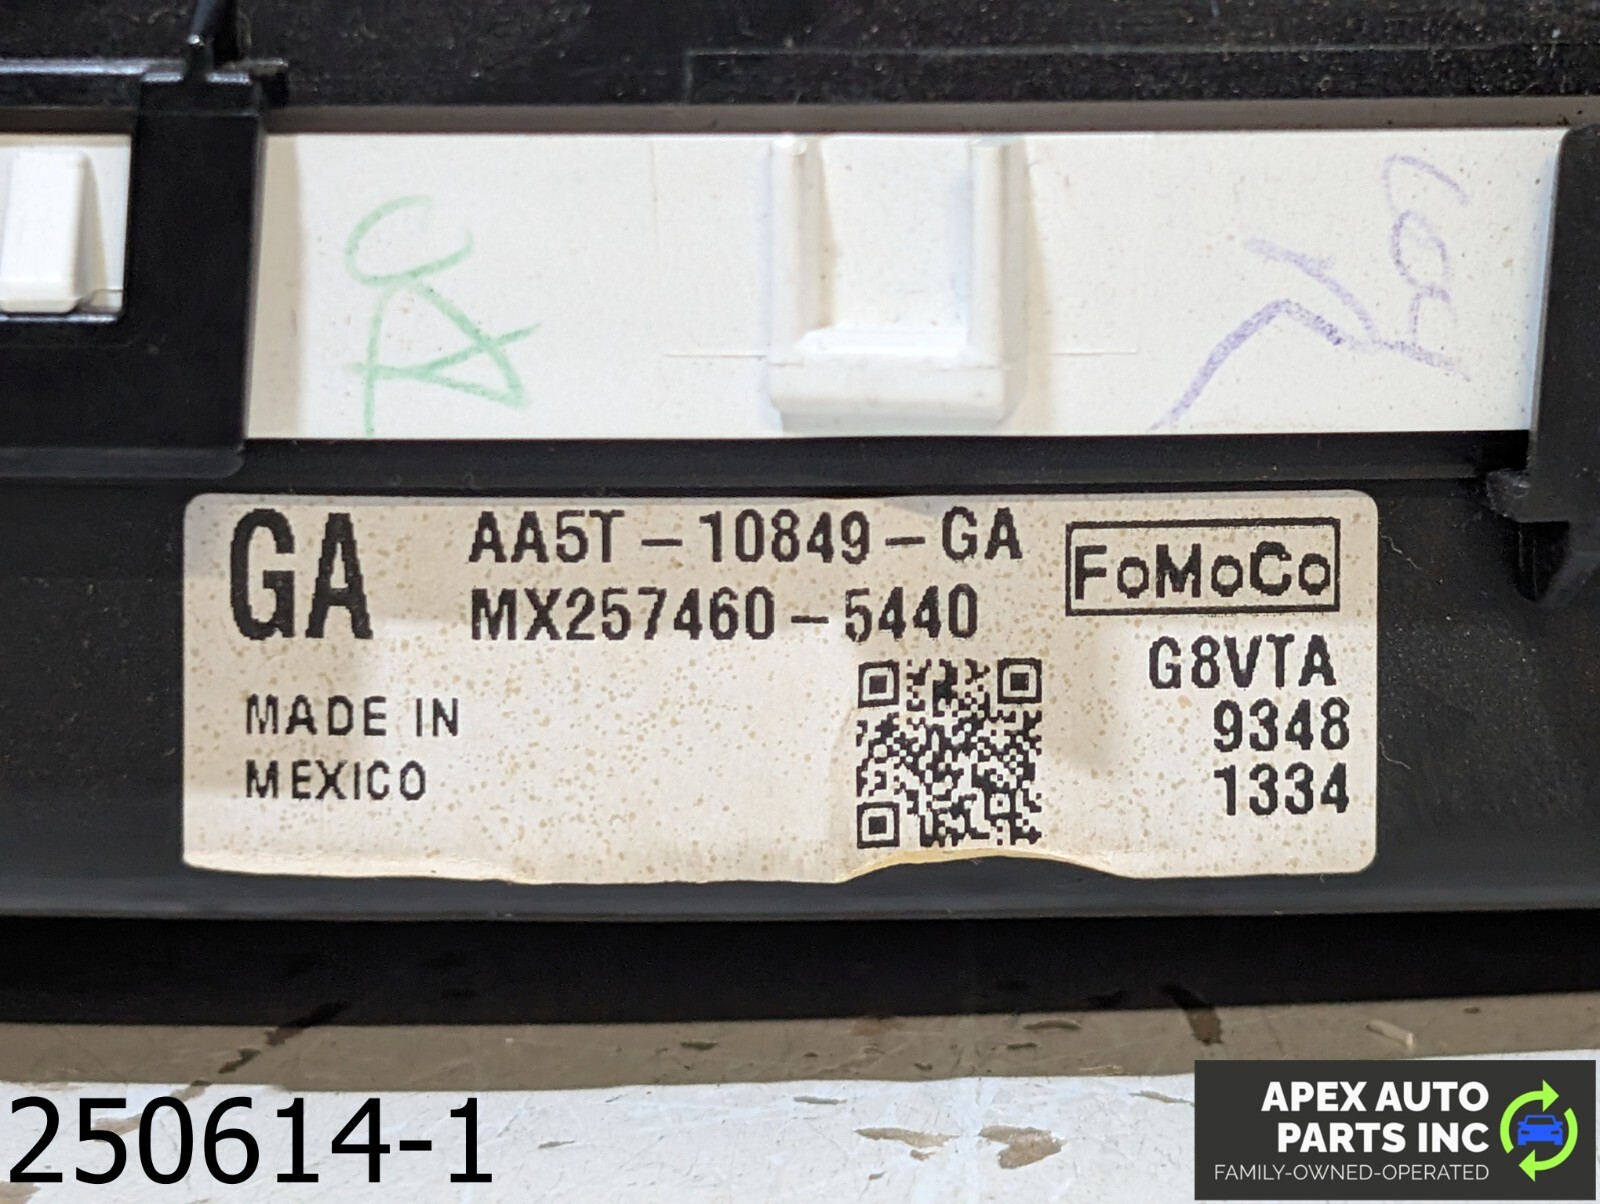 GA
AA5T-10849-GA
MX257460-5440
FoMoCo
G8VTA
9348
1334
MADE IN
MEXICO
250614-1
APEX AUTO
PARTS INC
FAMILY-OWNED-OPERATED